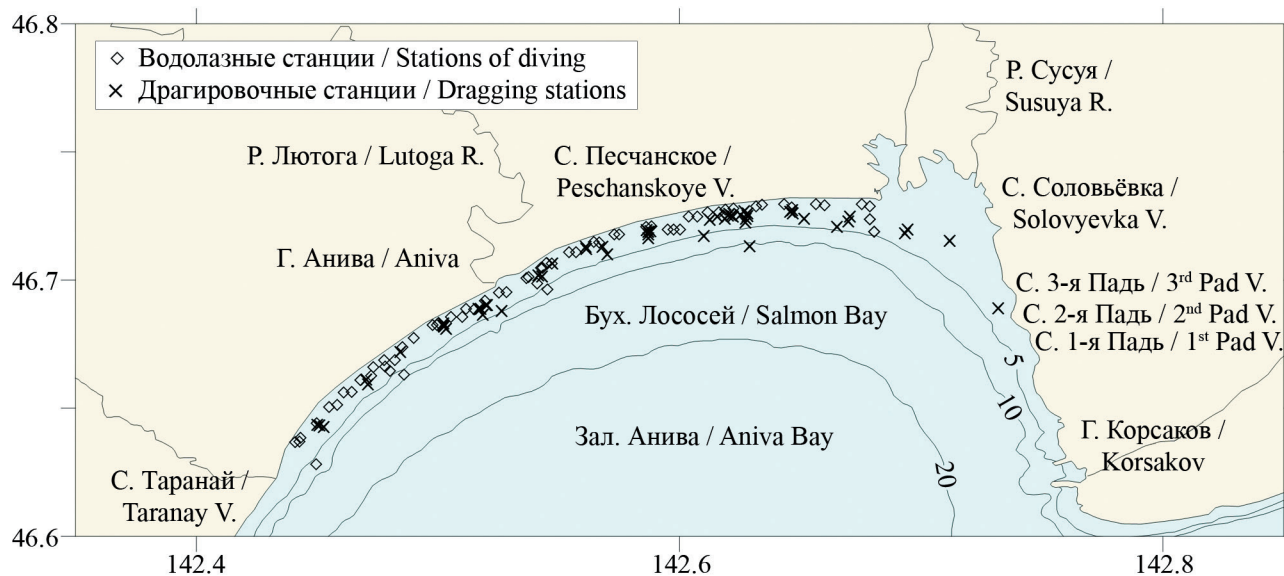 46.8
◇ Водолазные станции / Stations of diving
× Драгировочные станции / Dragging stations
Р. Сусуя /
Susuya R.
Р. Лютога / Lutoga R.
С. Песчанское /
Peschanskoye V.
С. Соловьёвка /
Solovyevka V.
Г. Анива / Aniva
46.7
С. 3-я Падь / 3rd Pad V.
С. 2-я Падь / 2nd Pad V.
С. 1-я Падь / 1st Pad V.
Бух. Лососей / Salmon Bay
5
10
20
Зал. Анива / Aniva Bay
Г. Корсаков /
Korsakov
С. Таранай /
Taranay V.
46.6
142.4
142.6
142.8